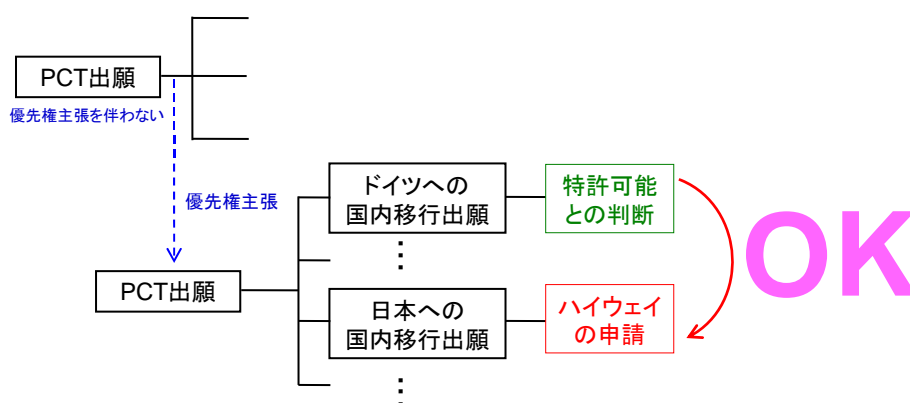 PCT出願
優先権主張を伴わない
優先権主張
PCT出願
ドイツへの
国内移行出願
特許可能
との判断
日本への
国内移行出願
ハイウェイ
の申請
OK